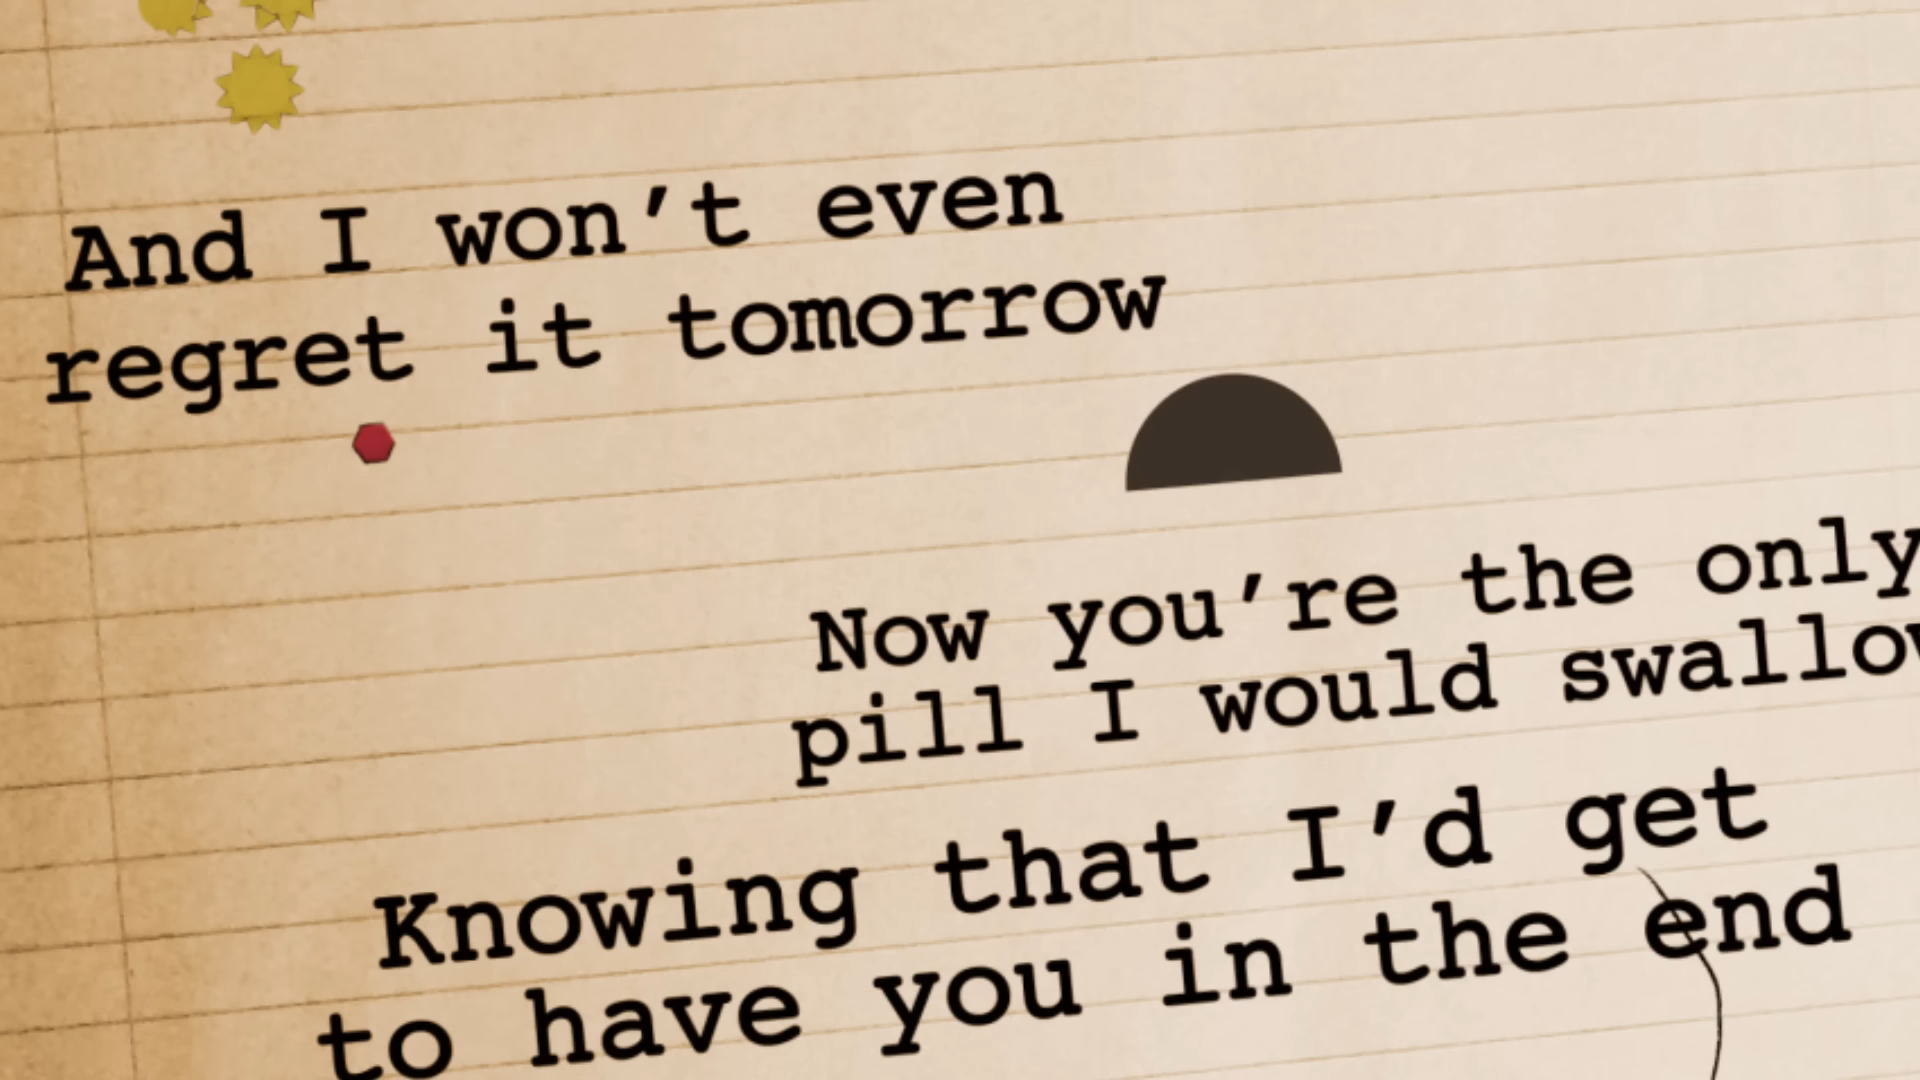 And I won’t even
regret it tomorrow
Now you’re the only
pill I would swallow
Knowing that I’d get
to have you in the end